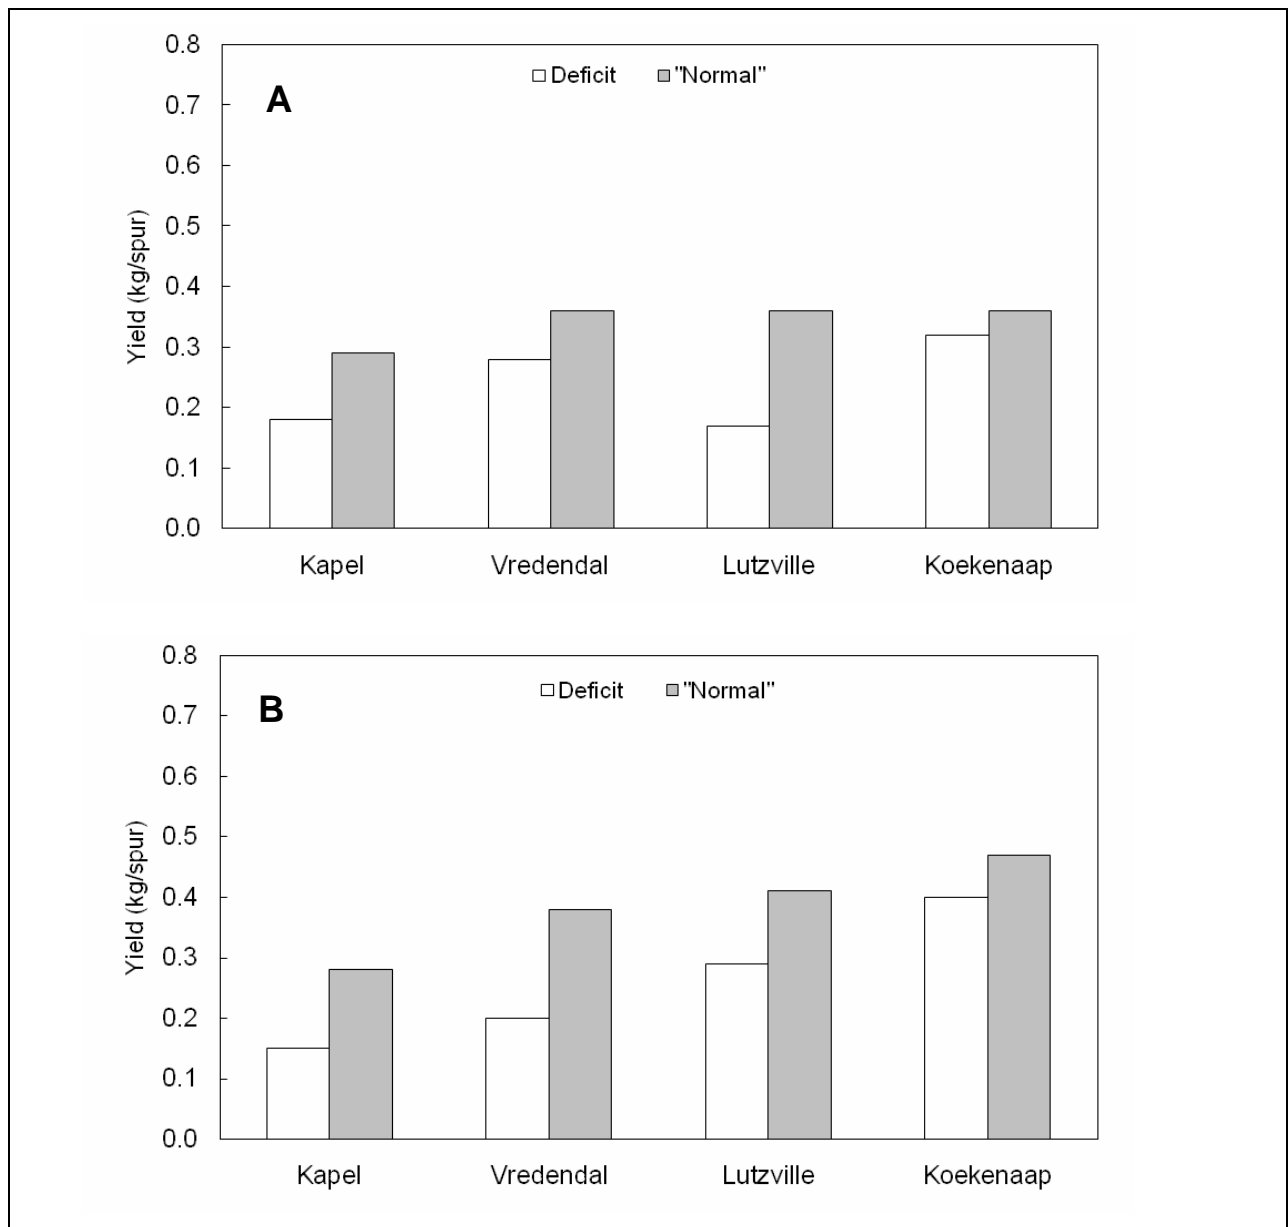 0.8
Deficit "Normal"
A
0.7
0.6
0.5
0.4
0.3
0.2
0.1
0.0
Yield (kg/spur)
Kapel Vredendal Lutzville Koekenaap
0.8
Deficit "Normal"
B
0.7
0.6
0.5
0.4
0.3
0.2
0.1
0.0
Yield (kg/spur)
Kapel Vredendal Lutzville Koekenaap